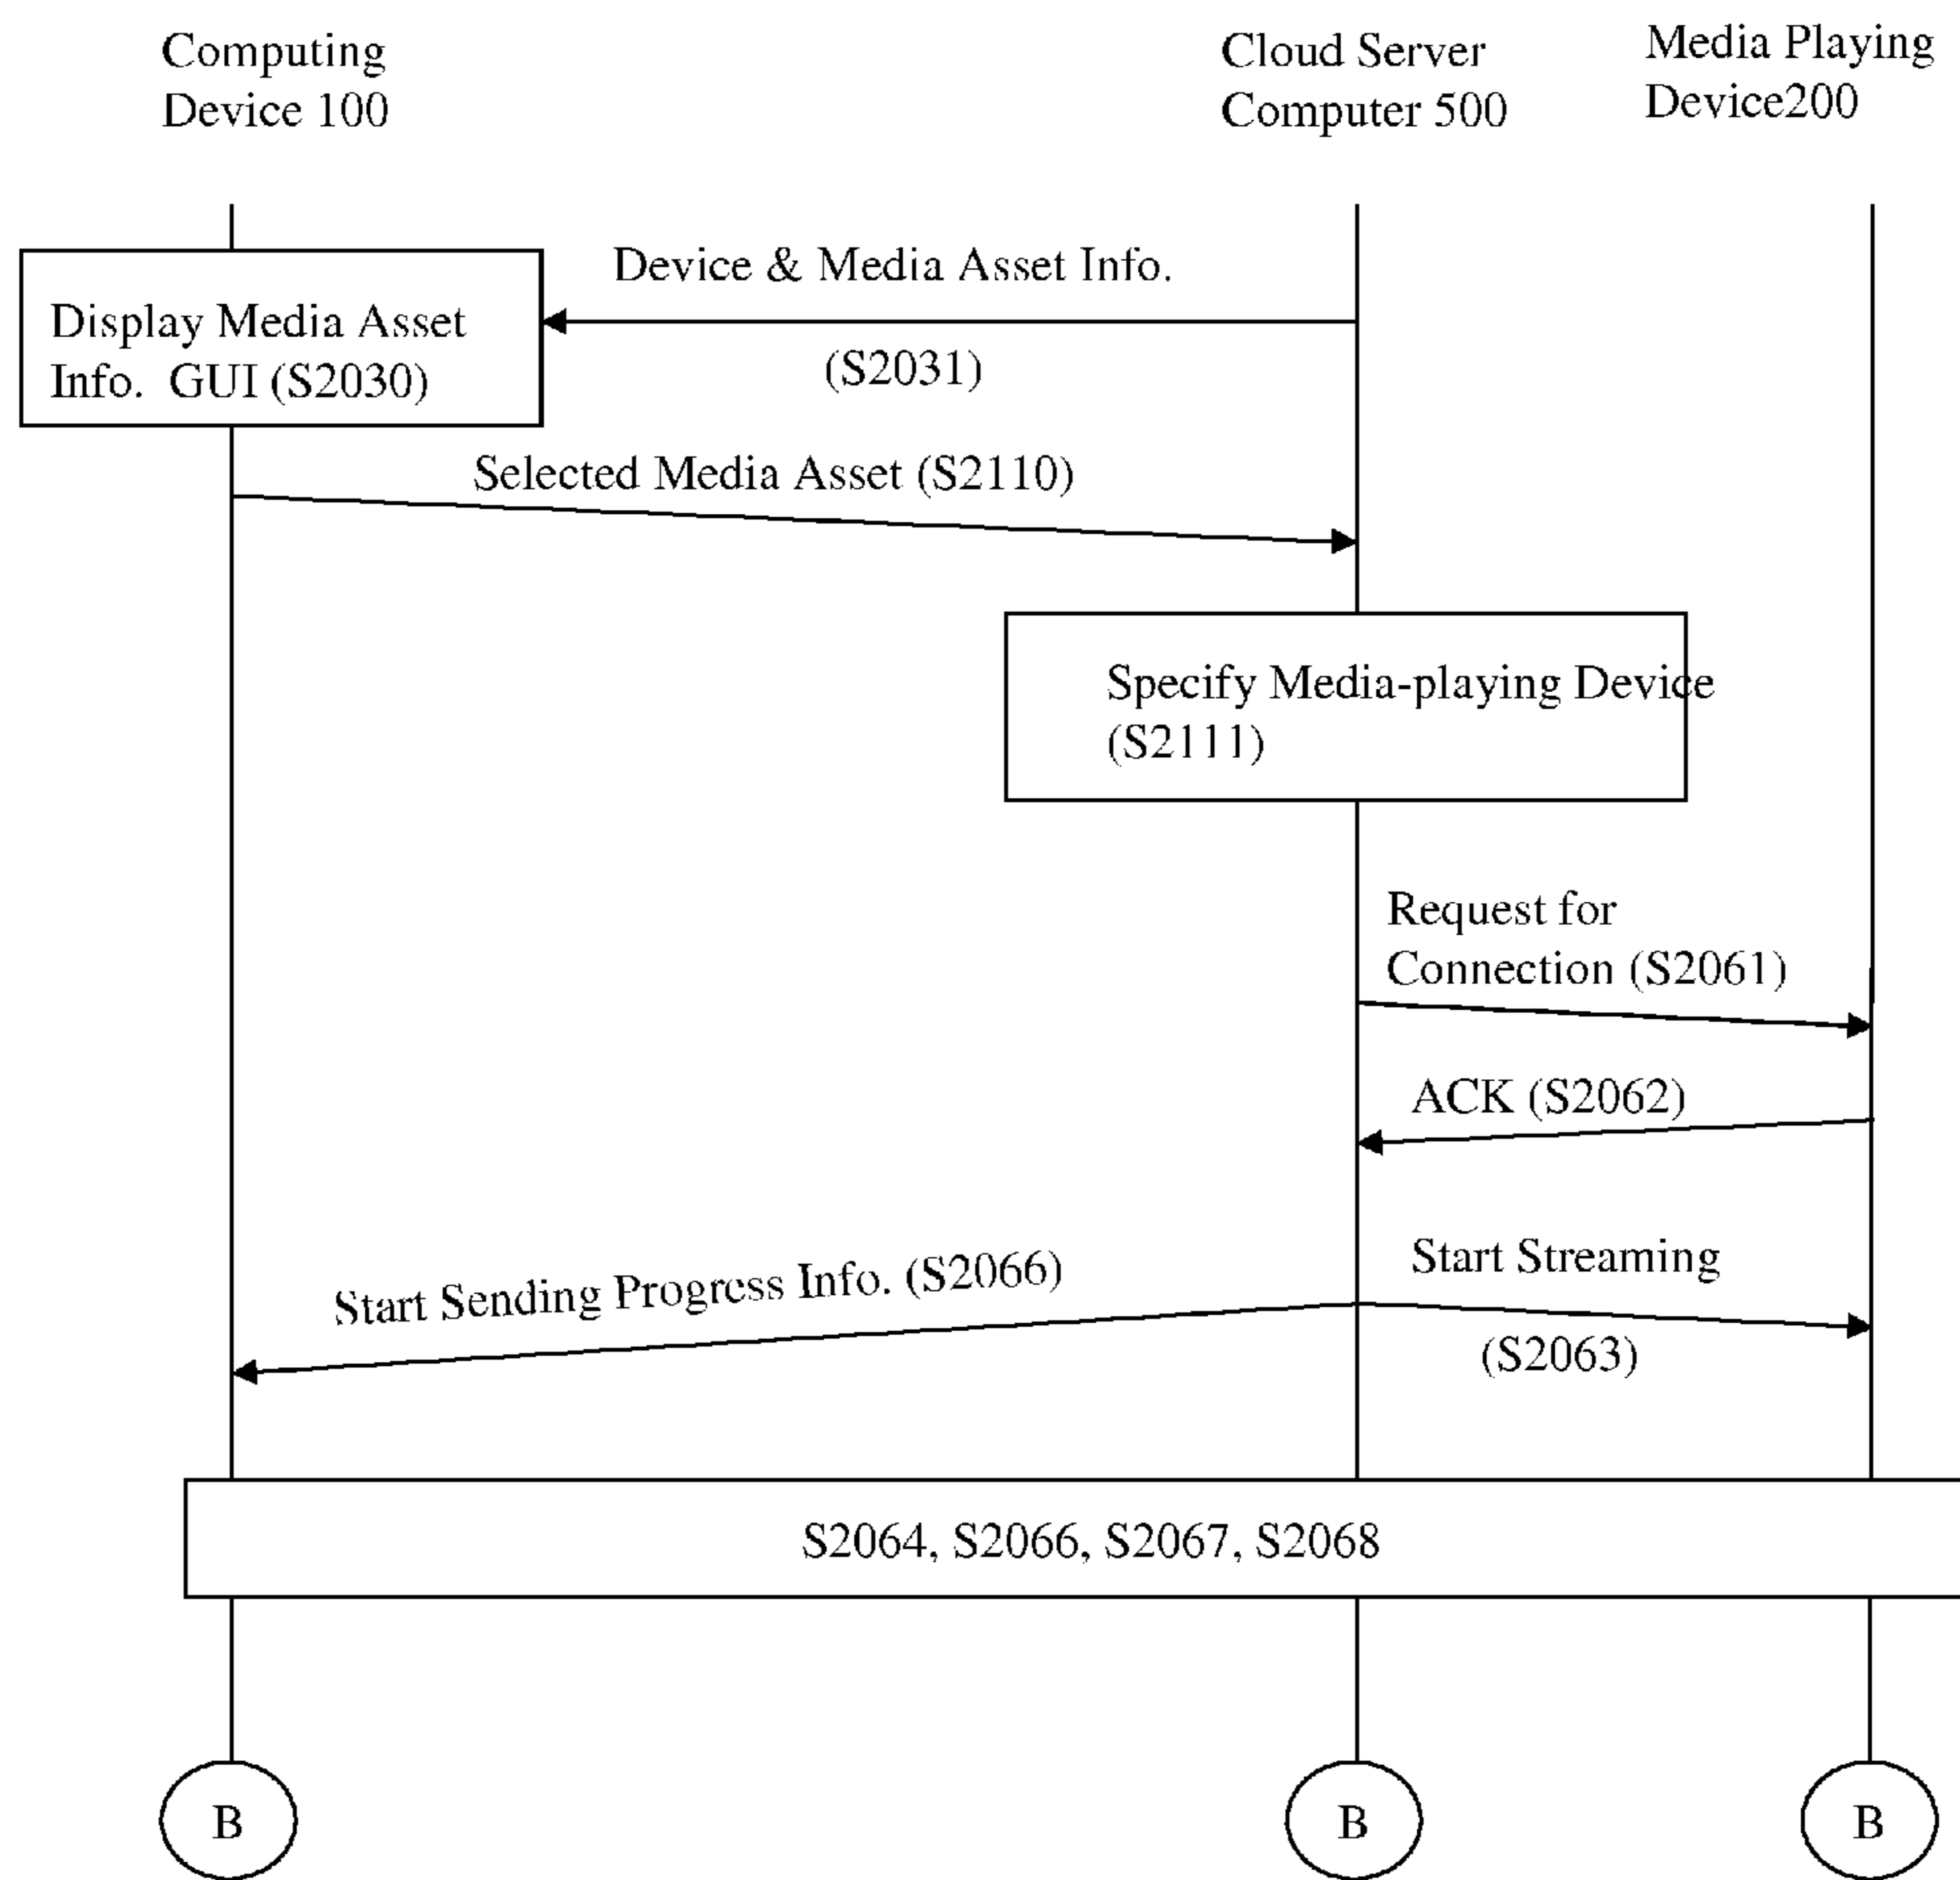 Computing
Device 100
Cloud Server
Computer 500
Media Playing
Device200
Device & Media Asset Info.
(S2031)
Display Media Asset
Info. GUI (S2030)
Selected Media Asset (S2110)
Specify Media-playing Device
(S2111)
Request for
Connection (S2061)
ACK (S2062)
Start Sending Progress Info. (S2066)
Start Streaming
(S2063)
S2064, S2066, S2067, S2068
B
B
B